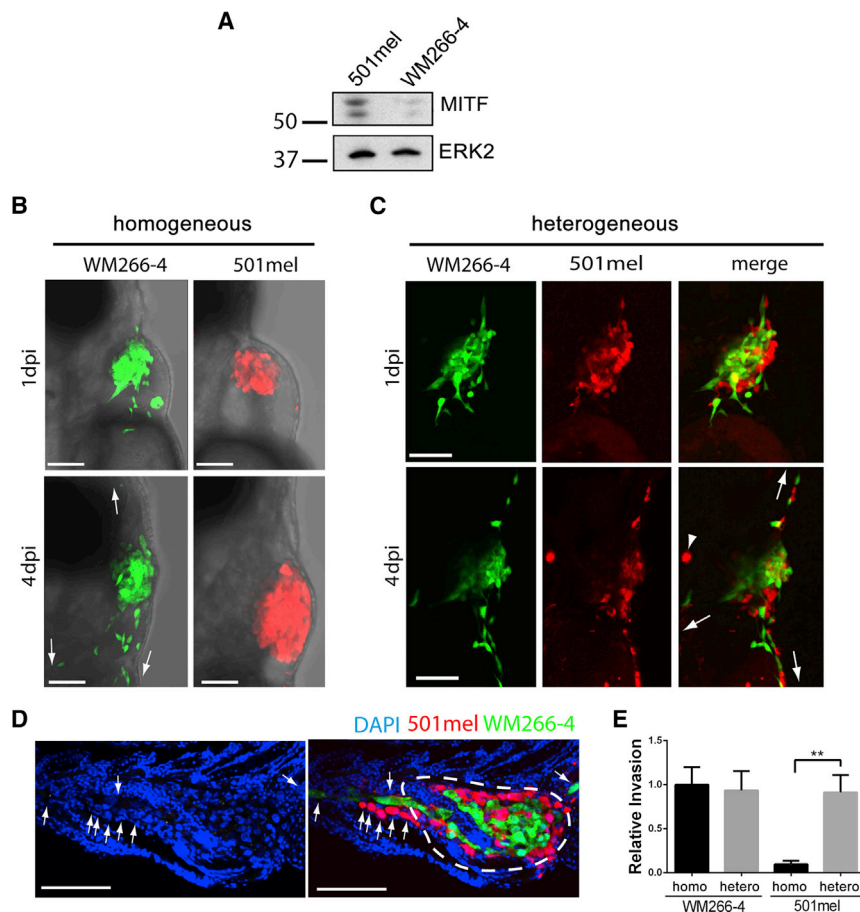 A
501mel WM266-4
MITF
50
ERK2
37
B
homogeneous
WM266-4 501mel
1dpi
4dpi
C
heterogeneous
WM266-4 501mel merge
1dpi
4dpi
D
DAPI 501mel WM266-4
E
Relative Invasion
1.5
1.0
0.5
0.0
**
homo hetero homo hetero
WM266-4 501mel